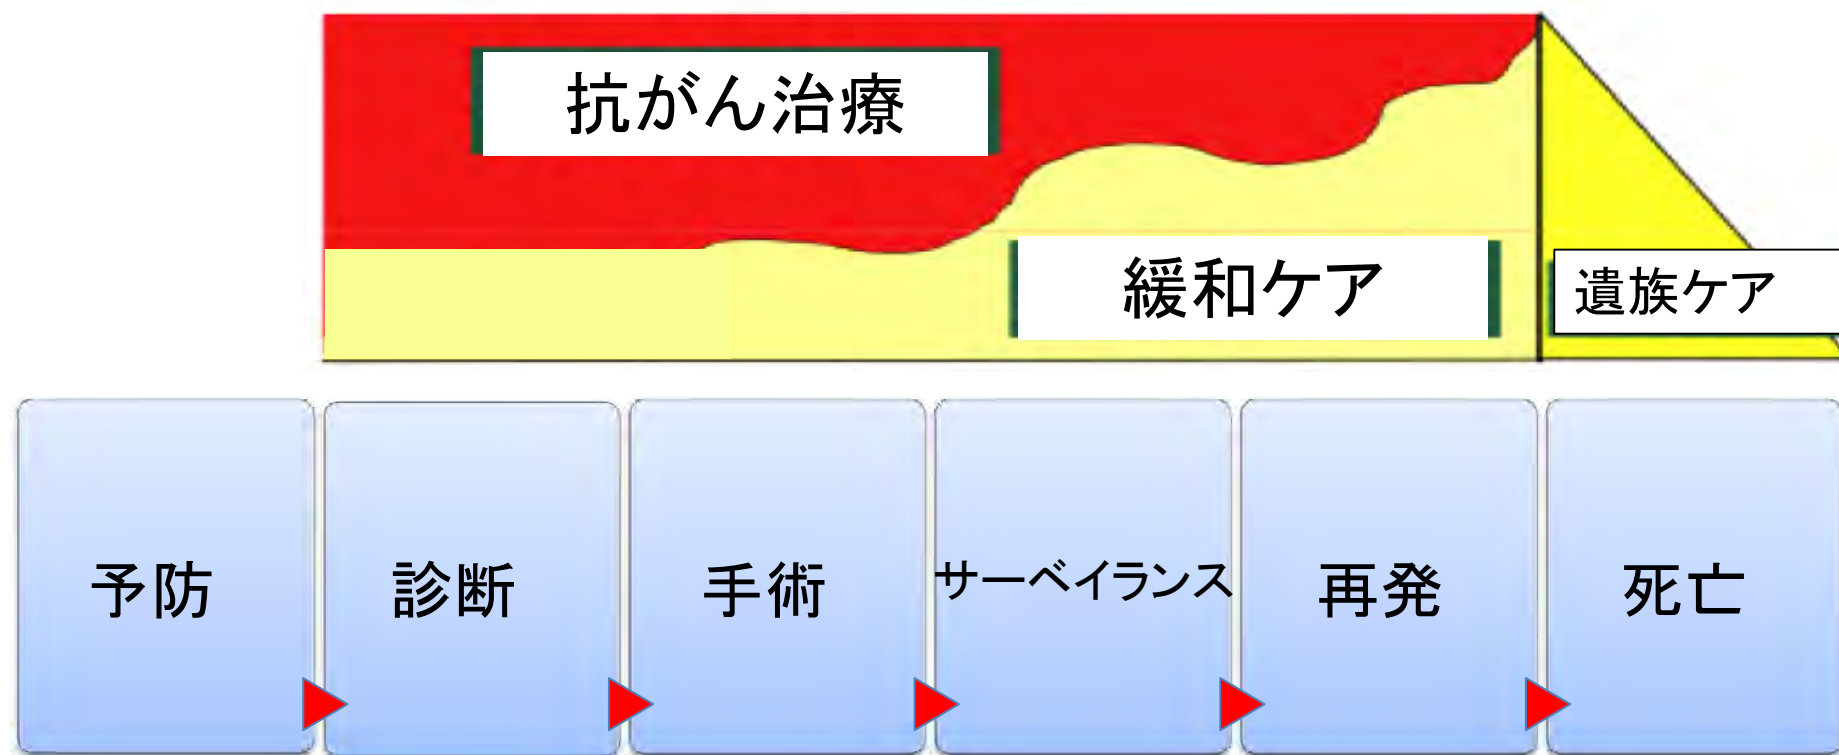 抗がん治療
緩和ケア
遺族ケア
予防
診断
手術
サーベイランス
再発
死亡